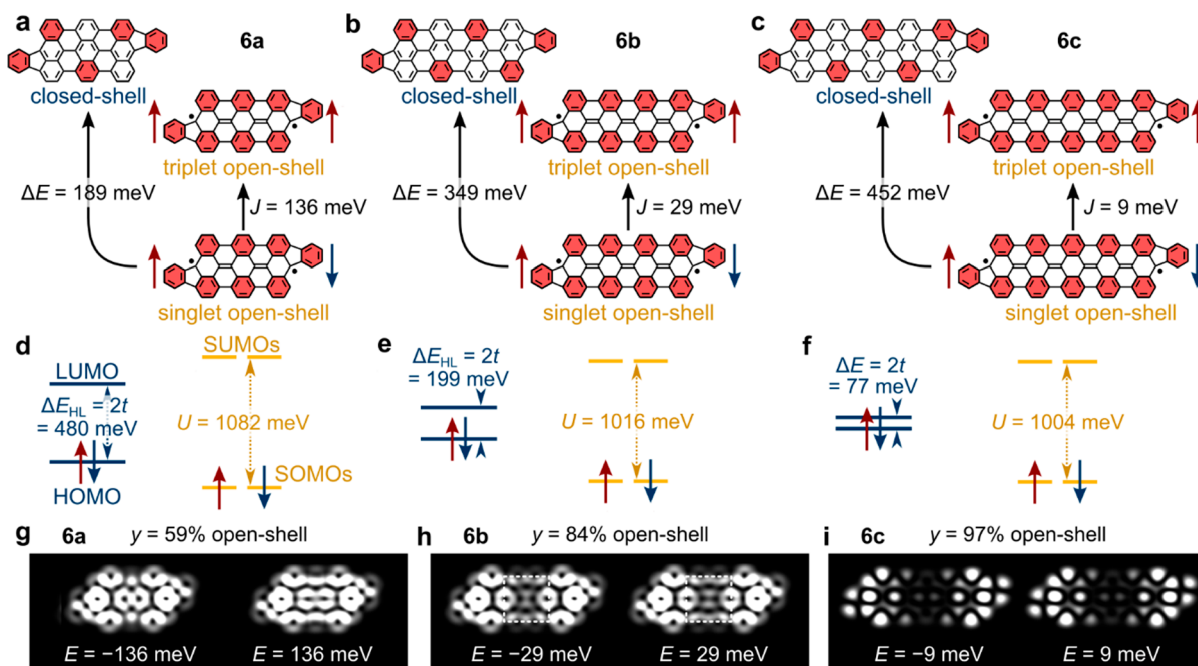 a
6a
closed-shell
triplet open-shell
ΔE = 189 meV
J = 136 meV
singlet open-shell
b
6b
closed-shell
triplet open-shell
ΔE = 349 meV
J = 29 meV
singlet open-shell
c
6c
closed-shell
triplet open-shell
ΔE = 452 meV
J = 9 meV
singlet open-shell
d
LUMO
ΔE_HL = 2t
= 480 meV
HOMO
SUMOs
U = 1082 meV
SOMOs
e
ΔE_HL = 2t
= 199 meV
U = 1016 meV
f
ΔE = 2t
= 77 meV
U = 1004 meV
g
6a
y = 59% open-shell
E = −136 meV
E = 136 meV
h
6b
y = 84% open-shell
E = −29 meV
E = 29 meV
i
6c
y = 97% open-shell
E = −9 meV
E = 9 meV